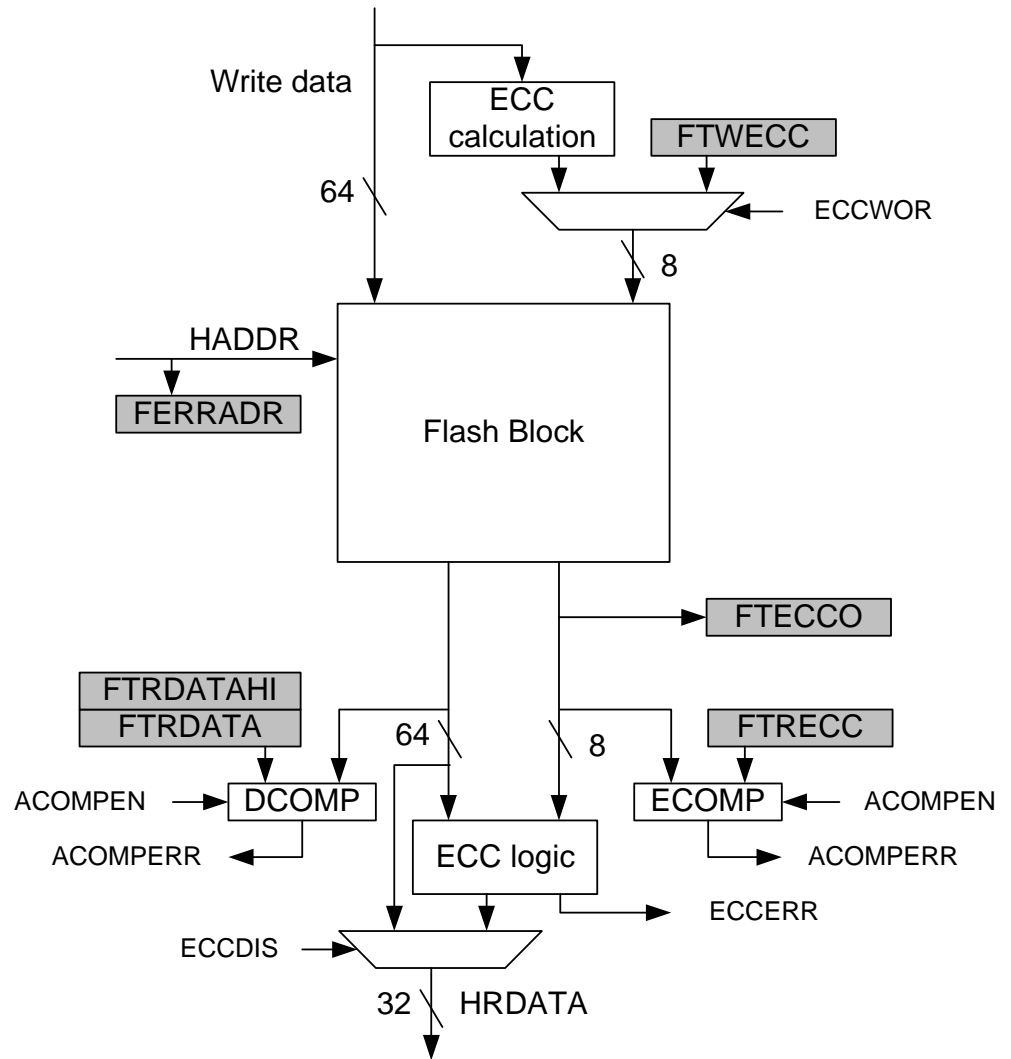 Write data
ECC
calculation
FTWECC
64
ECCWOR
8
HADDR
FERRADR
Flash Block
FTECCO
FTRDATAHI
FTRDATA
64
8
FTRECC
ACOMPEN
DCOMP
ECOMP
ACOMPEN
ACOMPERR
ECC logic
ACOMPERR
ECCERR
ECCDIS
32
HRDATA